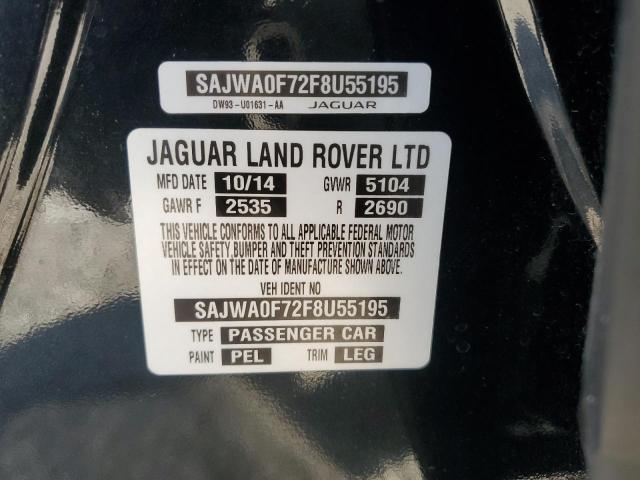 SAJWA0F72F8U55195
DW93-U01631-AA JAGUAR
JAGUAR LAND ROVER LTD
MFD DATE 10/14 GVWR 5104
GAWR F 2535 R 2690
THIS VEHICLE CONFORMS TO ALL APPLICABLE FEDERAL MOTOR
VEHICLE SAFETY,BUMPER AND THEFT PREVENTION STANDARDS
IN EFFECT ON THE DATE OF MANUFACTURE SHOWN ABOVE.
VEH IDENT NO
SAJWA0F72F8U55195
TYPE PASSENGER CAR
PAINT PEL TRIM LEG